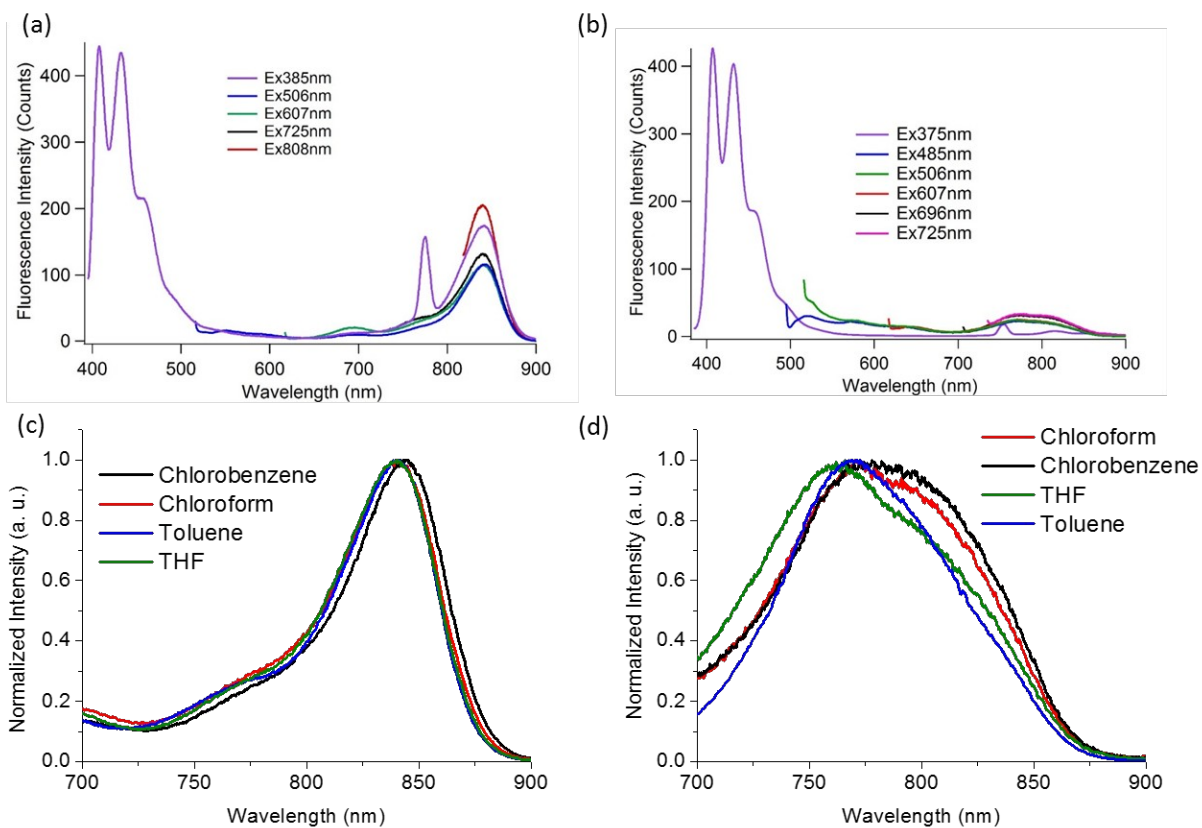 (a)
Fluorescence Intensity (Counts)
400
300
200
100
0
Ex385nm
Ex506nm
Ex607nm
Ex725nm
Ex808nm
400 500 600 700 800 900
Wavelength (nm)
(b)
Fluorescence Intensity (Counts)
400
300
200
100
0
Ex375nm
Ex485nm
Ex506nm
Ex607nm
Ex696nm
Ex725nm
400 500 600 700 800 900
Wavelength (nm)
(c)
Normalized Intensity (a. u.)
1.0
0.8
0.6
0.4
0.2
0.0
Chlorobenzene
Chloroform
Toluene
THF
700 750 800 850 900
Wavelength (nm)
(d)
Normalized Intensity (a. u.)
1.0
0.8
0.6
0.4
0.2
0.0
Chloroform
Chlorobenzene
THF
Toluene
700 750 800 850 900
Wavelength (nm)